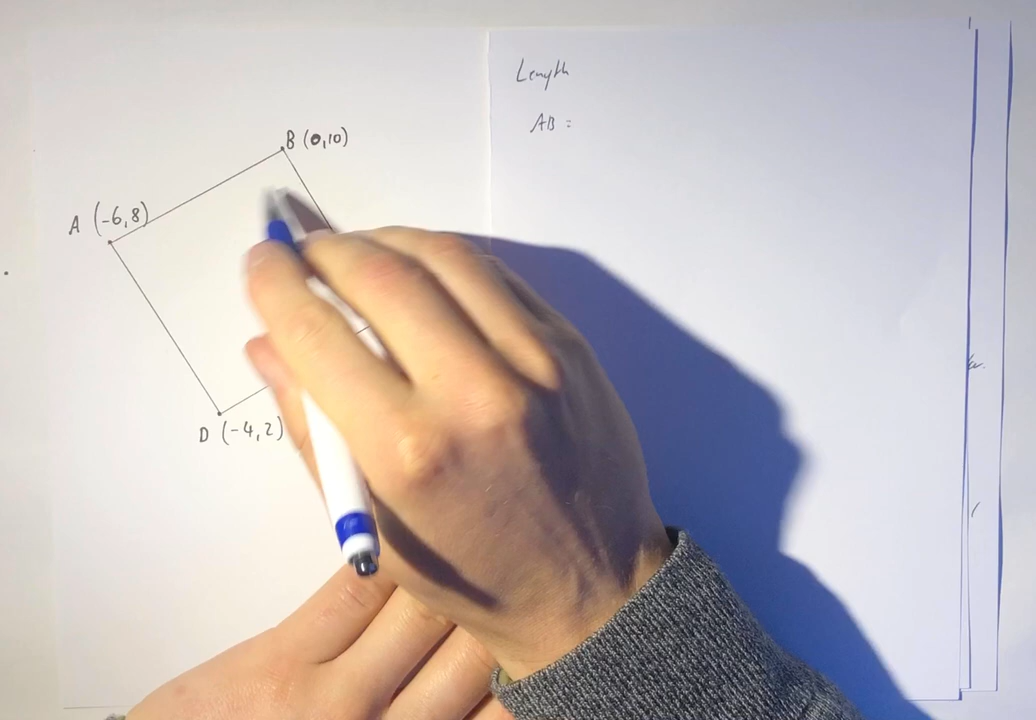 Length
AB =
B (0,10)
A (-6,8)
D (-4,2)